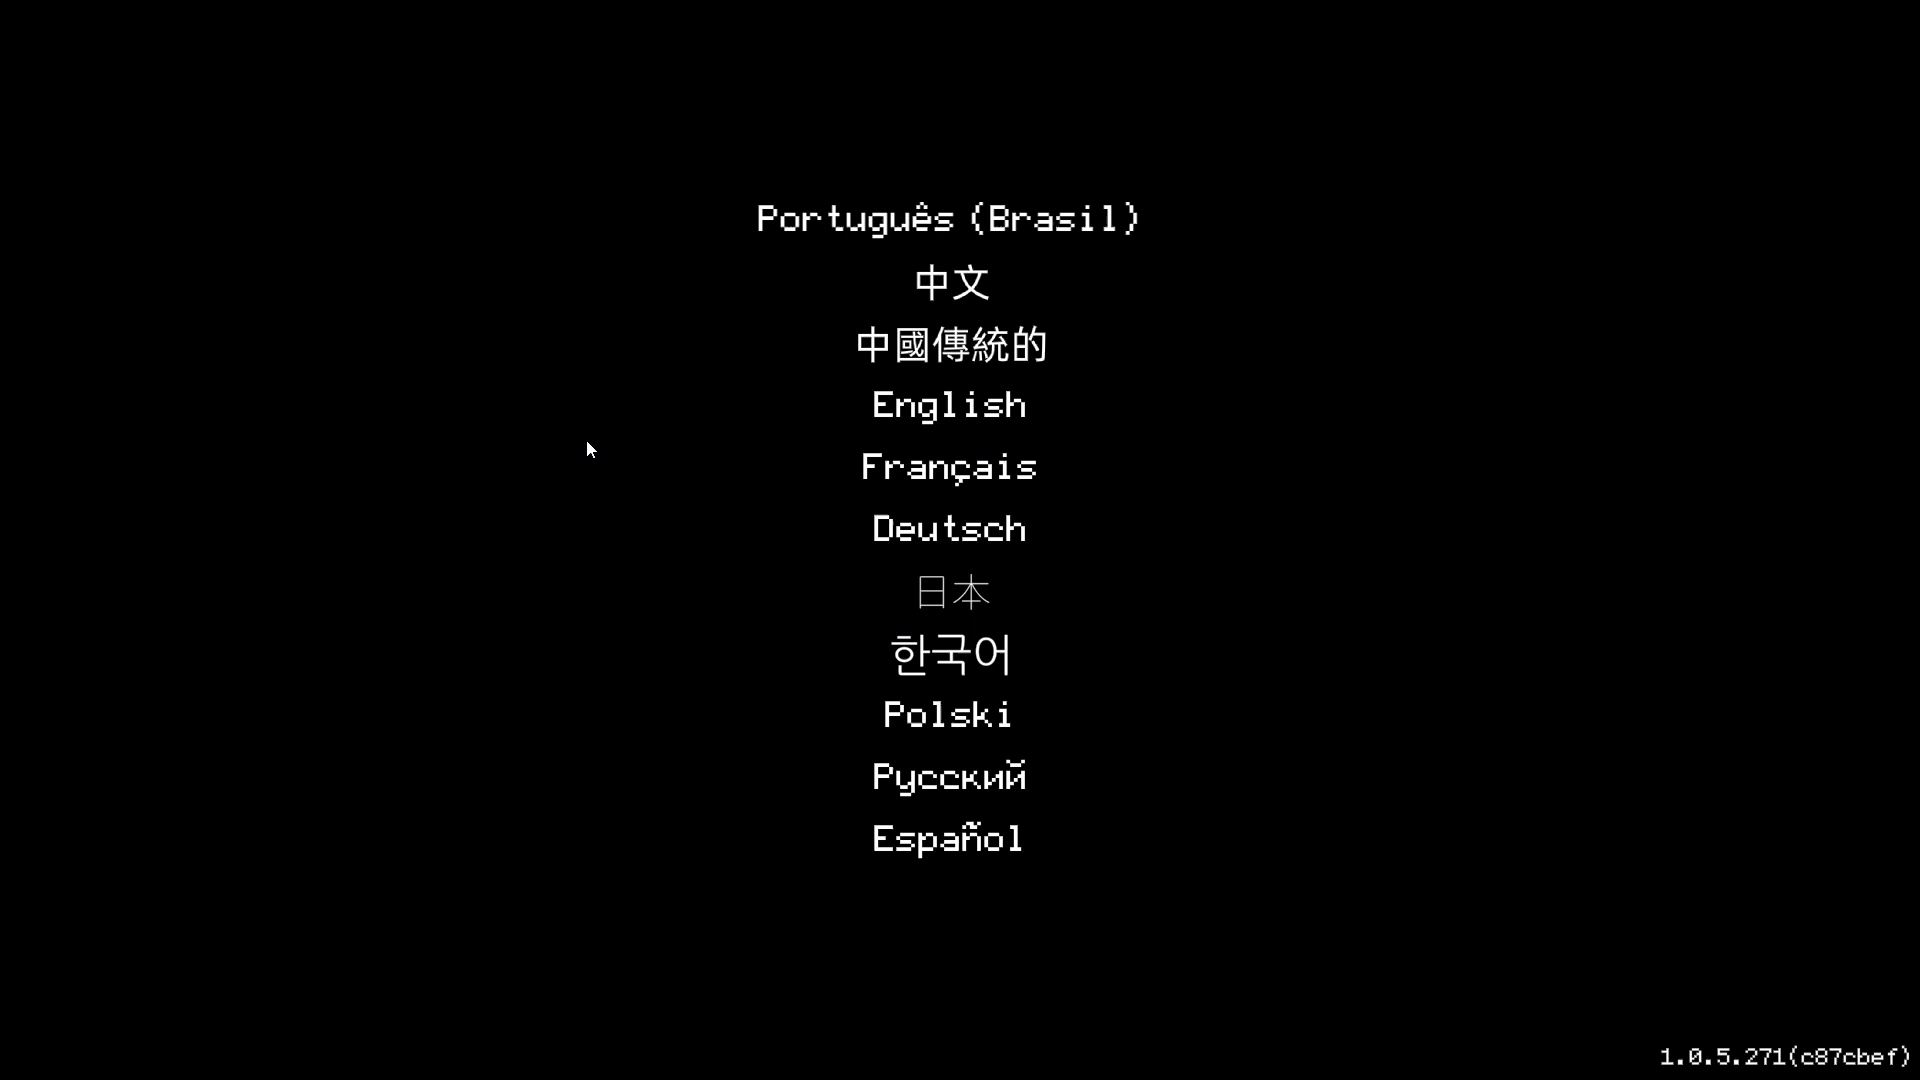 Português (Brasil)
中文
中國傳統的
English
Français
Deutsch
日本
한국어
Polski
Русский
Español
1.0.5.271(c87cbef)